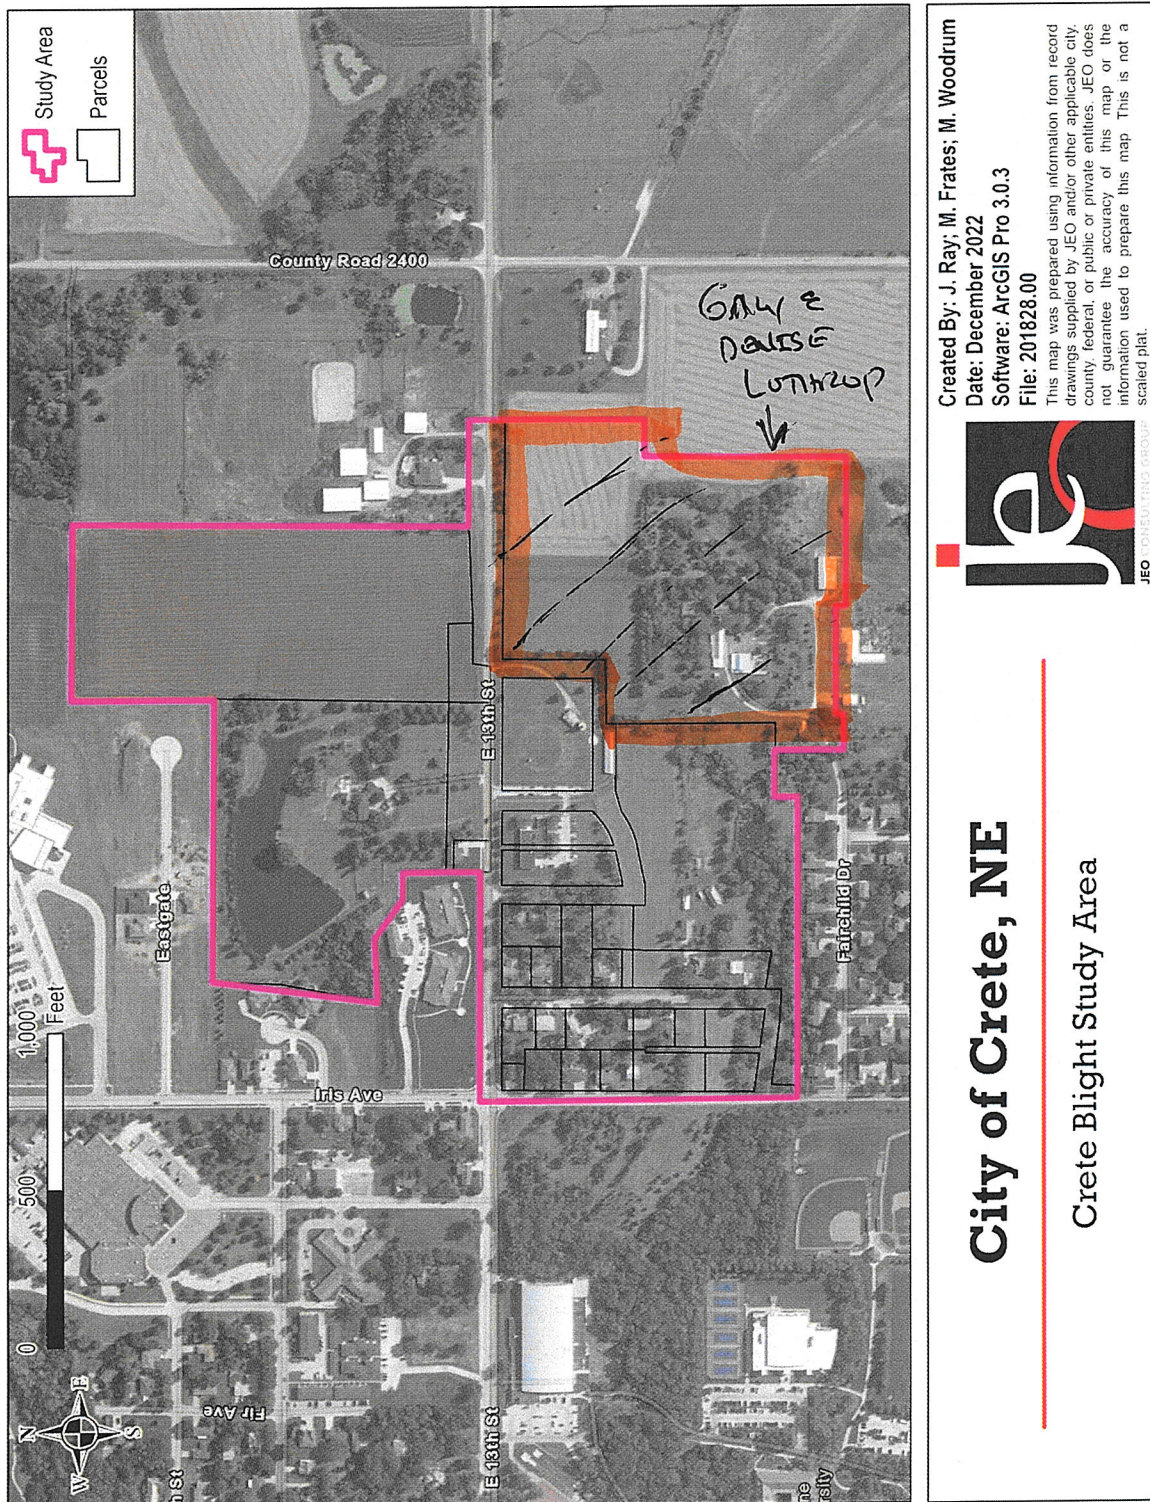 Study Area
Parcels
0
500
1,000
Feet
N
W
E
S
Eastgate
Iris Ave
Fir Ave
County Road 2400
E 13th St
E 13th St
Fairchild Dr
GARY &
DENISE
LOTHROP
City of Crete, NE
Crete Blight Study Area
jeo
JEO CONSULTING GROUP
Created By: J. Ray; M. Frates; M. Woodrum
Date: December 2022
Software: ArcGIS Pro 3.0.3
File: 201828.00
This map was prepared using information from record
drawings supplied by JEO and/or other applicable city,
county, federal, or public or private entities. JEO does
not guarantee the accuracy of this map or the
information used to prepare this map This is not a
scaled plat.